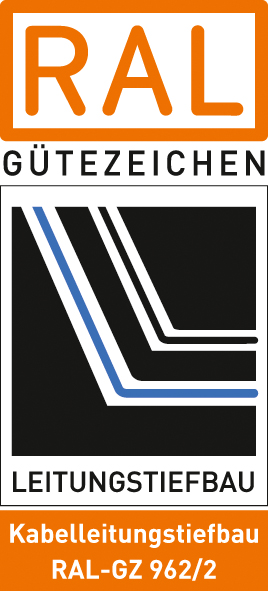 RAL
GÜTEZEICHEN
LEITUNGSTIEFBAU
Kabelleitungstiefbau
RAL-GZ 962/2